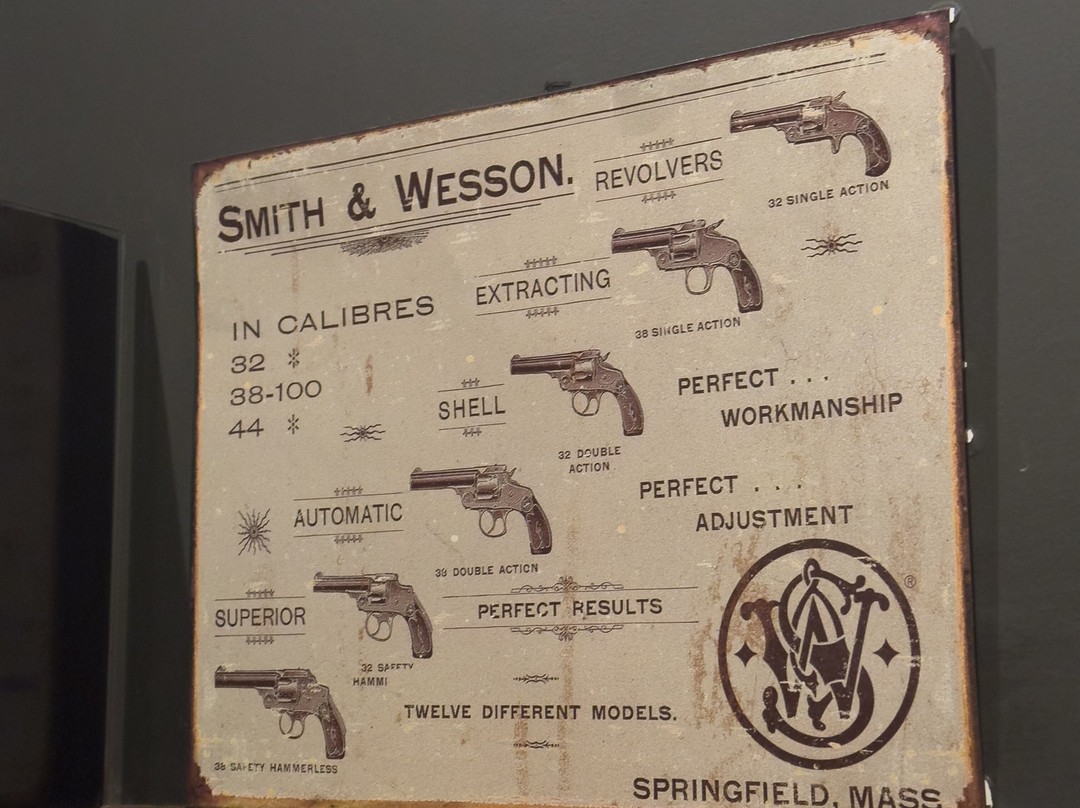 SMITH & WESSON.
REVOLVERS
32 SINGLE ACTION
EXTRACTING
38 SINGLE ACTION
IN CALIBRES
32
38-100
44
SHELL
32 DOUBLE
ACTION
PERFECT . . .
WORKMANSHIP
AUTOMATIC
38 DOUBLE ACTION
PERFECT . . .
ADJUSTMENT
SUPERIOR
32 SAFETY
HAMMI
PERFECT RESULTS
38 SAFETY HAMMERLESS
TWELVE DIFFERENT MODELS.
SW
®
SPRINGFIELD, MASS